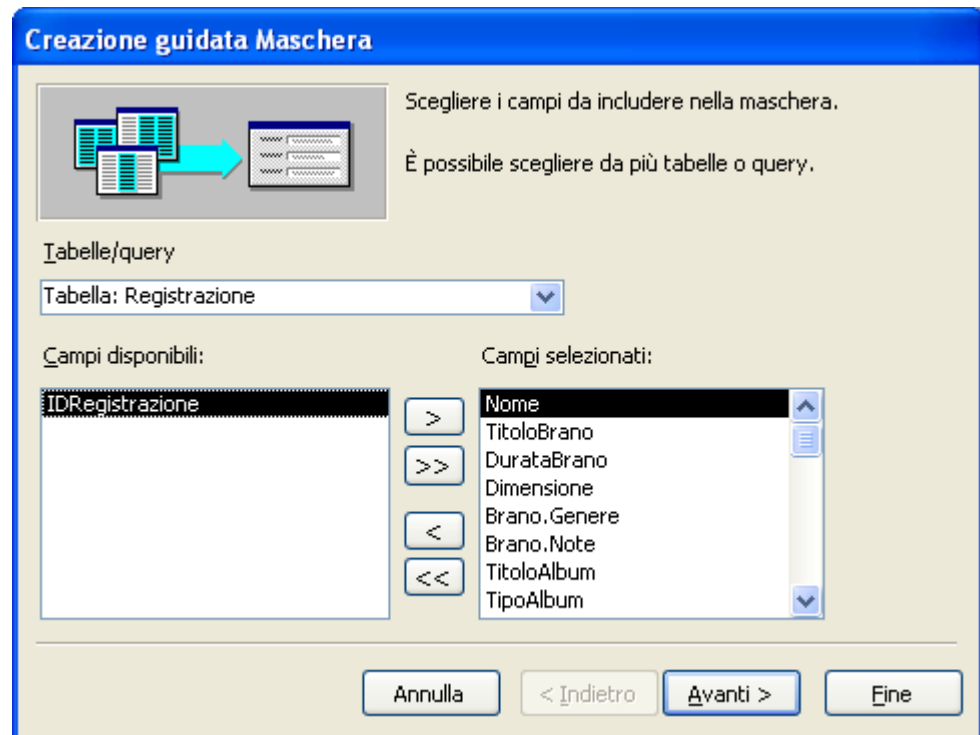 Creazione guidata Maschera
Scegliere i campi da includere nella maschera.
È possibile scegliere da più tabelle o query.
Tabelle/query
Tabella: Registrazione
Campi disponibili:
Campi selezionati:
IDRegistrazione
>
>>
<
<<
Nome
TitoloBrano
DurataBrano
Dimensione
Brano.Genere
Brano.Note
TitoloAlbum
TipoAlbum
Annulla
< Indietro
Avanti >
Fine